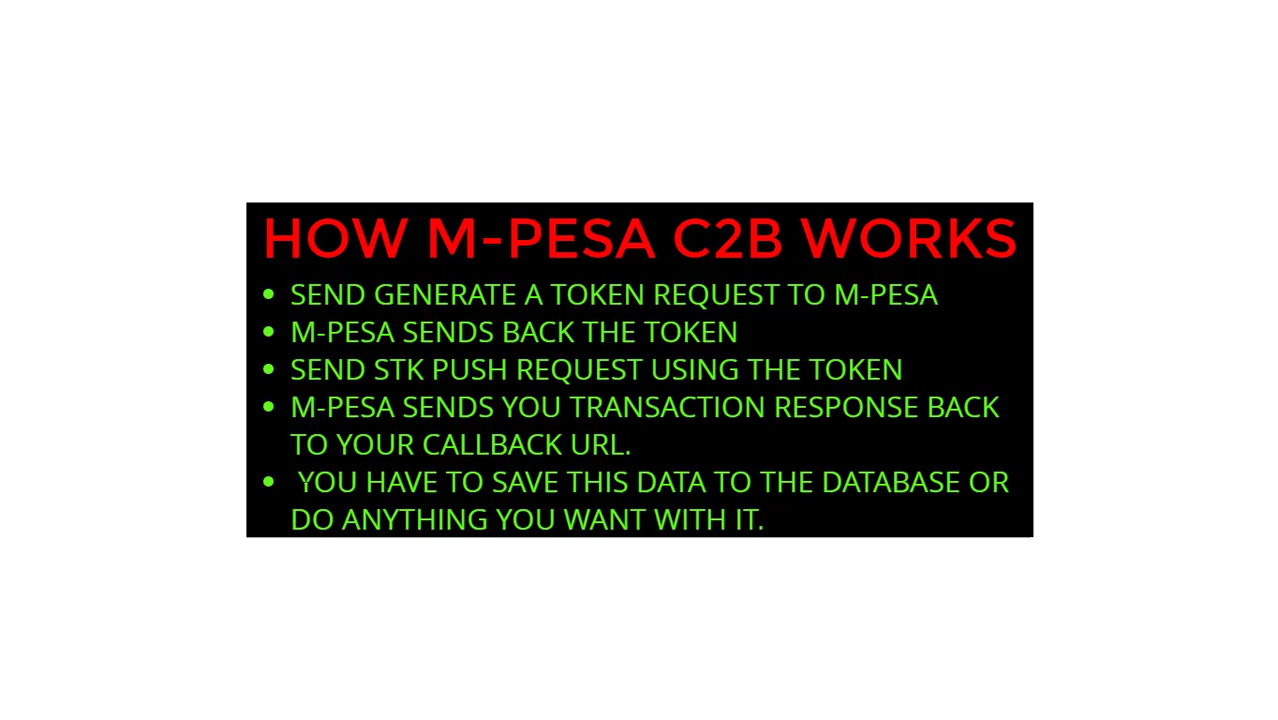 HOW M-PESA C2B WORKS
• SEND GENERATE A TOKEN REQUEST TO M-PESA
• M-PESA SENDS BACK THE TOKEN
• SEND STK PUSH REQUEST USING THE TOKEN
• M-PESA SENDS YOU TRANSACTION RESPONSE BACK
TO YOUR CALLBACK URL.
• YOU HAVE TO SAVE THIS DATA TO THE DATABASE OR
DO ANYTHING YOU WANT WITH IT.